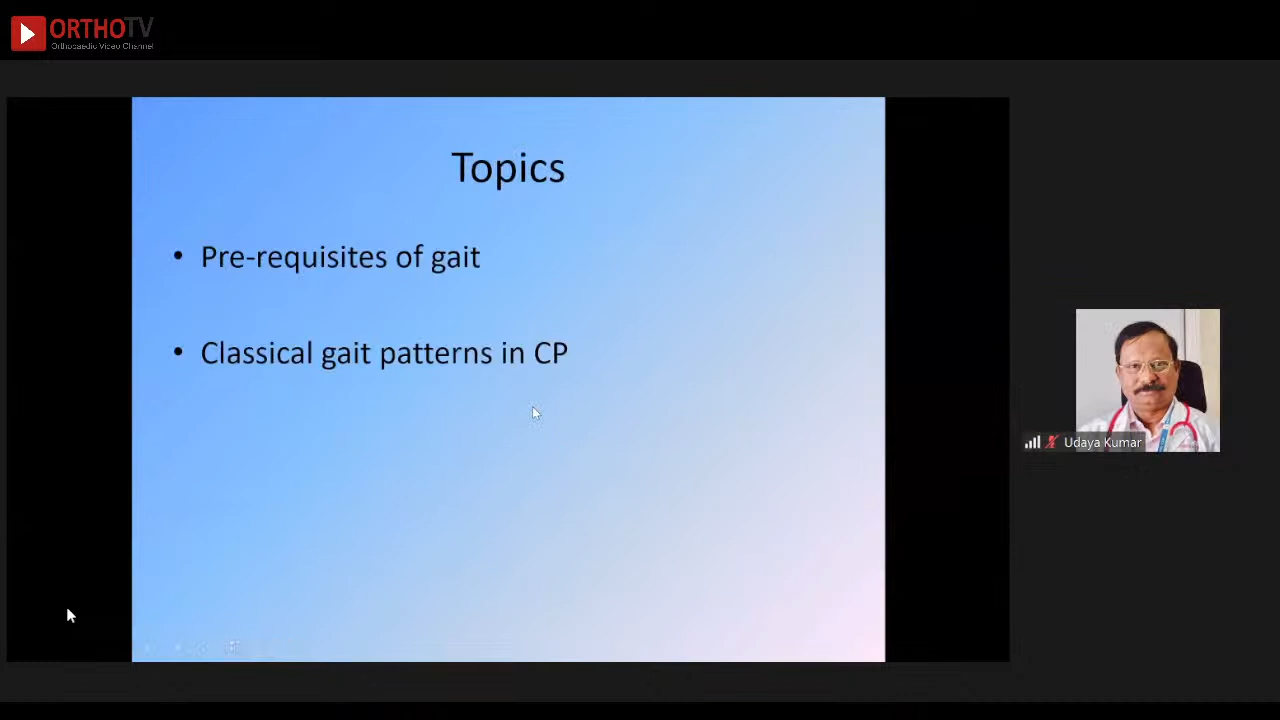 ORTHOTV
Orthopaedic Video Channel
Topics
• Pre-requisites of gait
• Classical gait patterns in CP
Udaya Kumar